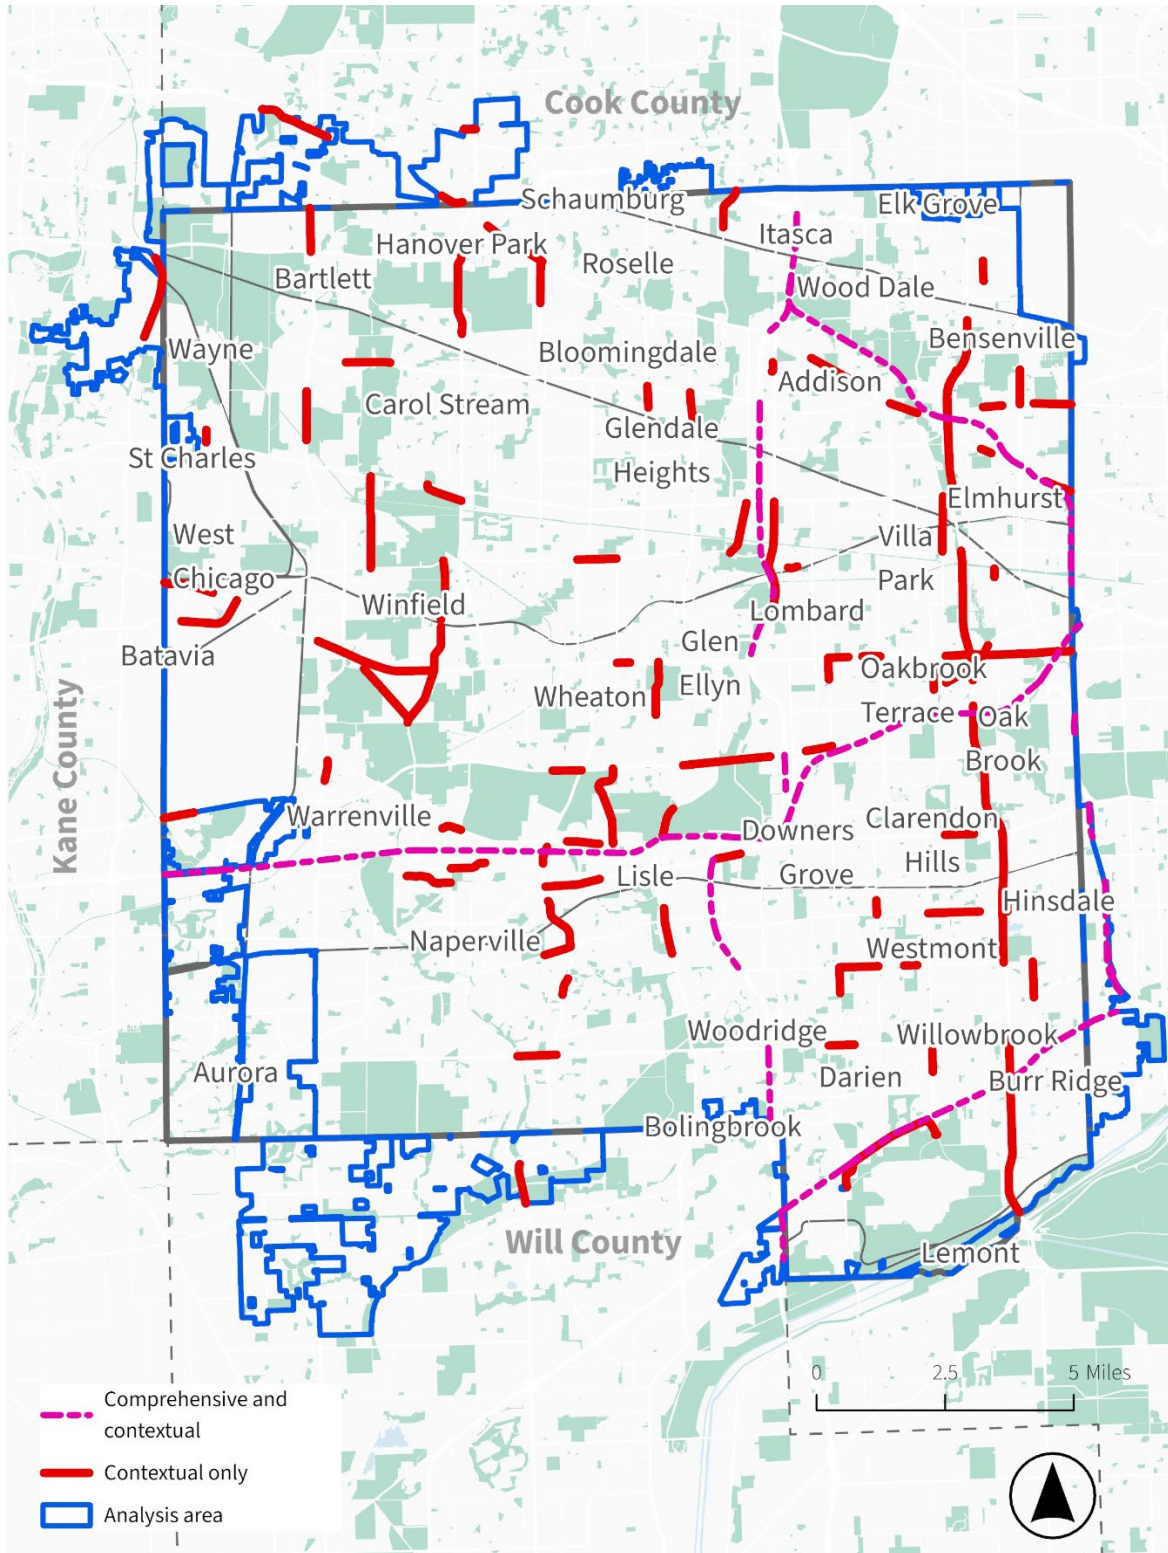 Cook County
Schaumburg
Elk Grove
Itasca
Hanover Park
Roselle
Bartlett
Wood Dale
Bensenville
Wayne
Bloomingdale
Addison
Carol Stream
Glendale
Heights
St Charles
Elmhurst
West
Chicago
Villa
Park
Winfield
Lombard
Glen
Ellyn
Batavia
Oakbrook
Terrace
Wheaton
Oak
Brook
Kane County
Warrenville
Downers
Grove
Clarendon
Hills
Lisle
Hinsdale
Naperville
Westmont
Woodridge
Willowbrook
Aurora
Darien
Burr Ridge
Bolingbrook
Will County
Lemont
0 2.5 5 Miles
Comprehensive and
contextual
Contextual only
Analysis area